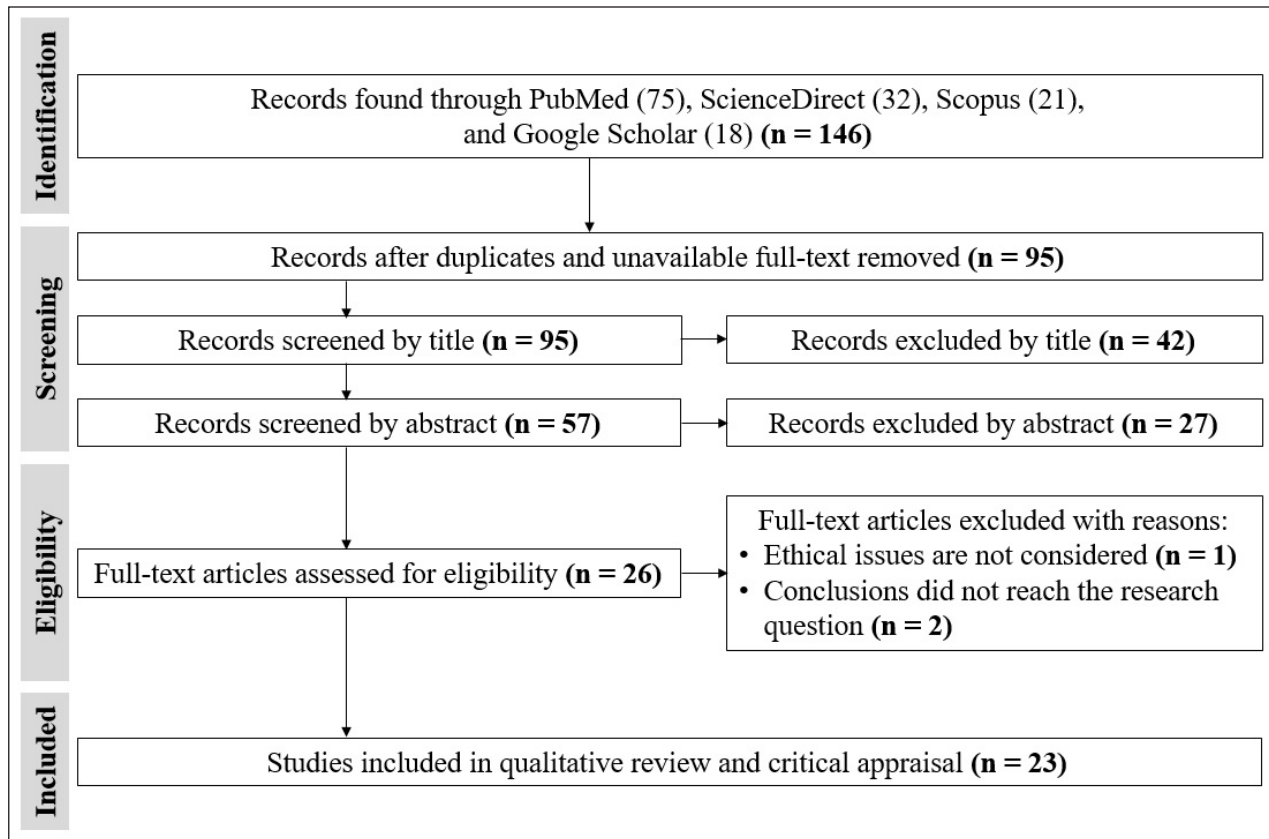 Identification
Records found through PubMed (75), ScienceDirect (32), Scopus (21),
and Google Scholar (18) (n = 146)
Screening
Records after duplicates and unavailable full-text removed (n = 95)
Records screened by title (n = 95)
Records excluded by title (n = 42)
Records screened by abstract (n = 57)
Records excluded by abstract (n = 27)
Eligibility
Full-text articles assessed for eligibility (n = 26)
Full-text articles excluded with reasons:
• Ethical issues are not considered (n = 1)
• Conclusions did not reach the research
question (n = 2)
Included
Studies included in qualitative review and critical appraisal (n = 23)